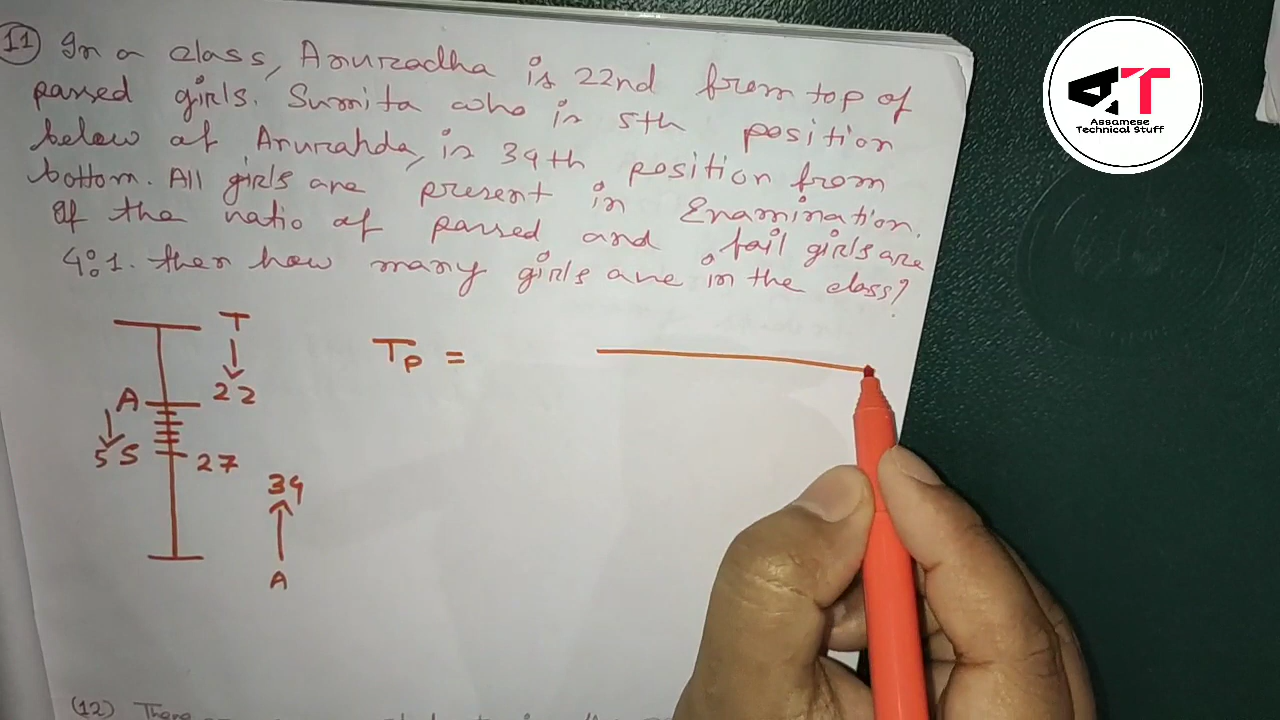 11 In a class, Anuradha is 22nd from top of
passed girls. Sumita who is 5th position
below of Anurahda, is 34th position from
bottom. All girls are present in Examination.
If the ratio of passed and fail girls are
4:1. then how many girls are in the class?
T
22
A
5 S
27
34
A
Tp =
(12) There
AT
Assamese
Technical Stuff